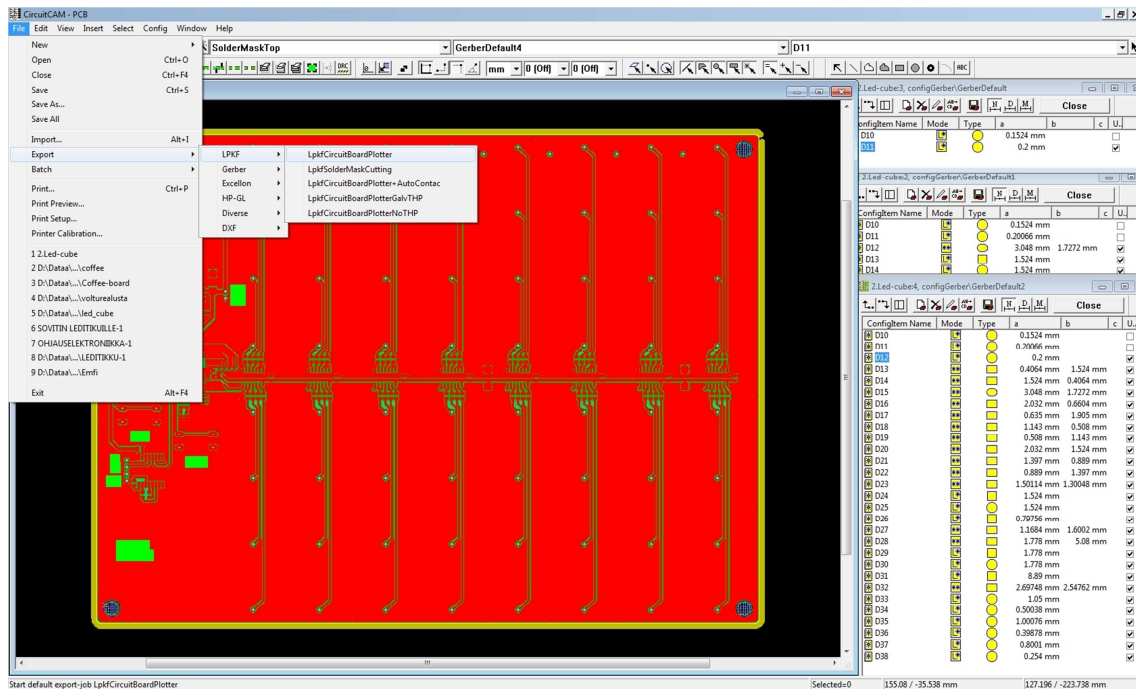 CircuitCAM - PCB
File Edit View Insert Select Config Window Help
New
Open Ctrl+O
Close Ctrl+F4
Save Ctrl+S
Save As...
Save All
Import... Alt+I
Export
Batch
Print... Ctrl+P
Print Preview...
Print Setup...
Printer Calibration...
1 2.Led-cube
2 D:\Dataa\...\coffee
3 D:\Dataa\...\Coffee-board
4 D:\Dataa\...\volturealusta
5 D:\Dataa\...\led_cube
6 SOVITIN LEDITIKUILLE-1
7 OHJAUSELEKTRONIIKKA-1
8 D:\Dataa\...\LEDITIKKU-1
9 D:\Dataa\...\Emfi
Exit Alt+F4
LPKF
Gerber
Excellon
HP-GL
Diverse
DXF
LpkfCircuitBoardPlotter
LpkfSolderMaskCutting
LpkfCircuitBoardPlotter+AutoContac
LpkfCircuitBoardPlotterGalvTHP
LpkfCircuitBoardPlotterNoTHP
SolderMaskTop GerberDefault4 D11
DRC mm 0 (Off) 0 (Off) ABC
2.Led-cube:3, configGerber\GerberDefault
N D M Close
onfigItem Name Mode Type a b c U..
D10 0.1524 mm
D11 0.2 mm
2.Led-cube:2, configGerber\GerberDefault1
N D M Close
ConfigItem Name Mode Type a b c U..
D10 0.1524 mm
D11 0.20066 mm
D12 3.048 mm 1.7272 mm
D13 1.524 mm
D14 1.524 mm
2.Led-cube:4, configGerber\GerberDefault2
N D M Close
ConfigItem Name Mode Type a b c U..
D10 0.1524 mm
D11 0.20066 mm
D12 0.2 mm
D13 0.4064 mm 1.524 mm
D14 1.524 mm 0.4064 mm
D15 3.048 mm 1.7272 mm
D16 2.032 mm 0.6604 mm
D17 0.635 mm 1.905 mm
D18 1.143 mm 0.508 mm
D19 0.508 mm 1.143 mm
D20 2.032 mm 1.524 mm
D21 1.397 mm 0.889 mm
D22 0.889 mm 1.397 mm
D23 1.50114 mm 1.30048 mm
D24 1.524 mm
D25 1.524 mm
D26 0.79756 mm
D27 1.1684 mm 1.6002 mm
D28 1.778 mm 5.08 mm
D29 1.778 mm
D30 1.778 mm
D31 8.89 mm
D32 2.69748 mm 2.54762 mm
D33 1.05 mm
D34 0.50038 mm
D35 1.00076 mm
D36 0.39878 mm
D37 0.8001 mm
D38 0.254 mm
Start default export-job LpkfCircuitBoardPlotter Selected=0 155.08 / -35.538 mm 127.196 / -223.738 mm